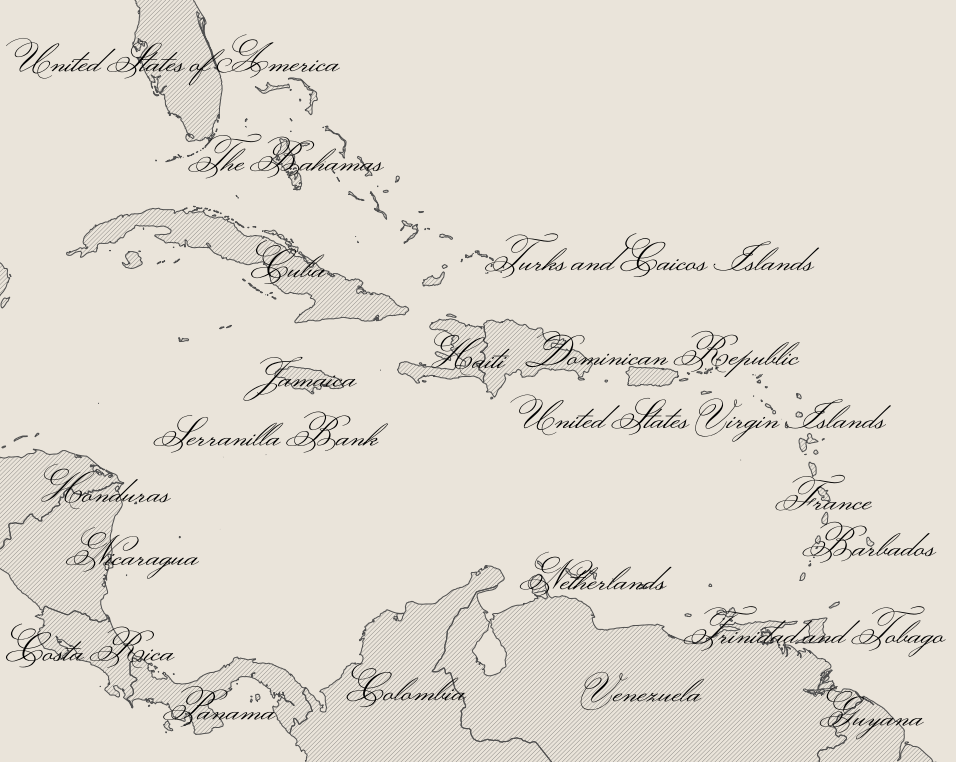 United States of America
The Bahamas
Turks and Caicos Islands
Cuba
Haiti
Dominican Republic
Jamaica
United States Virgin Islands
Serranilla Bank
Honduras
France
Barbados
Nicaragua
Netherlands
Trinidad and Tobago
Costa Rica
Colombia
Venezuela
Panama
Guyana